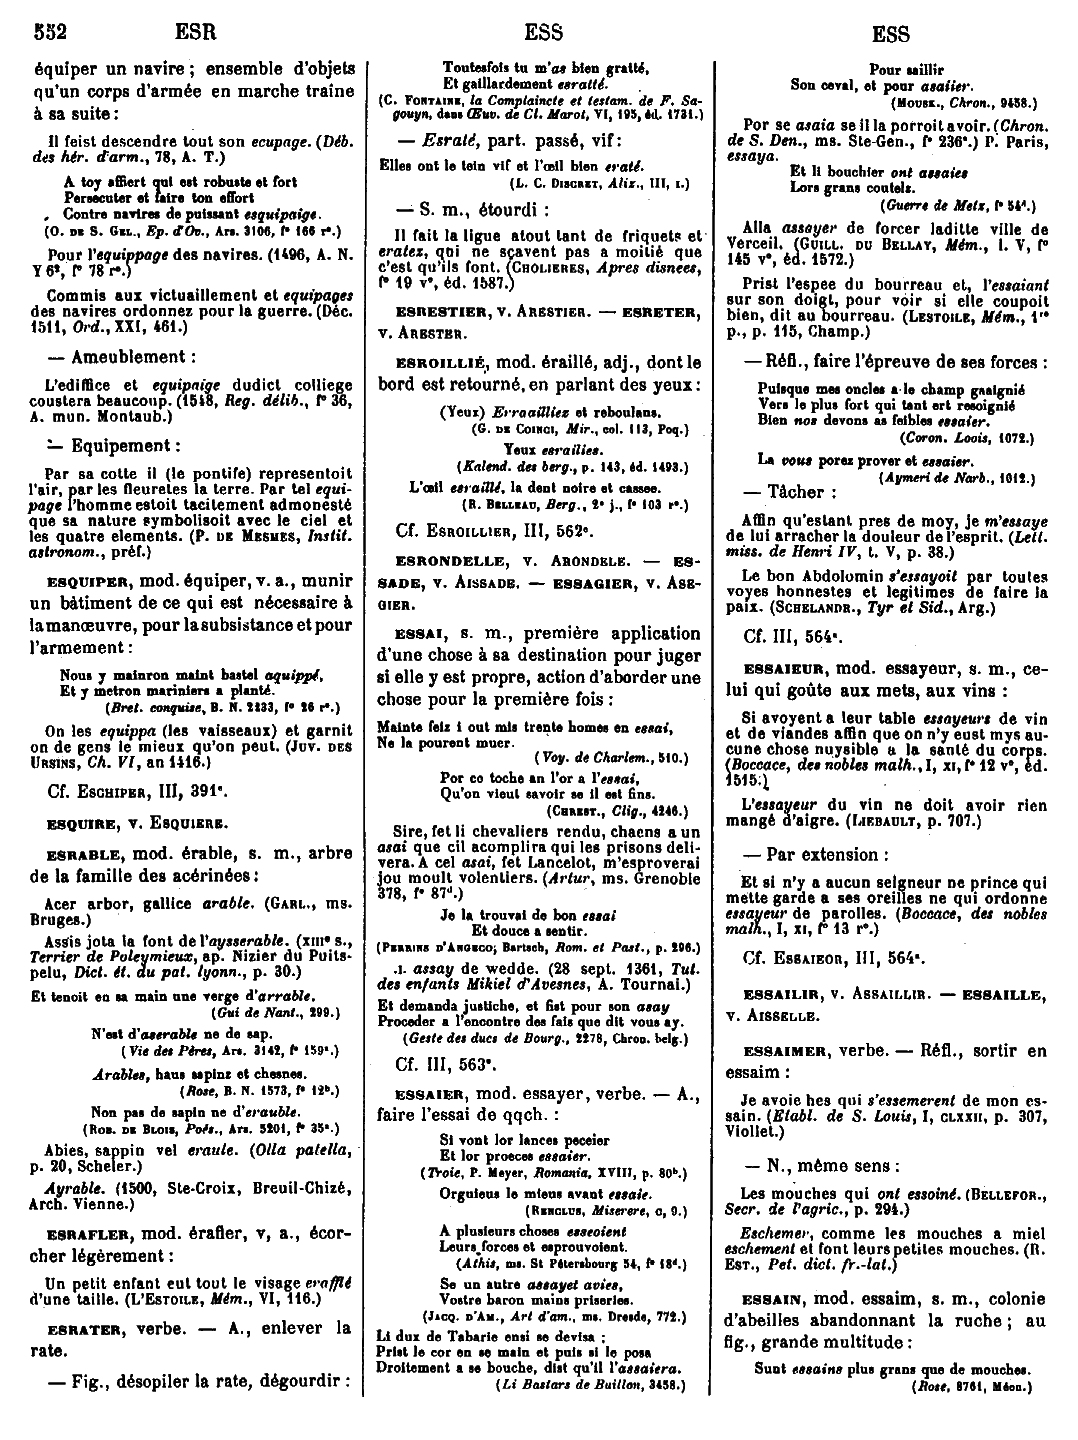 552 ESR ESS ESS
équiper un navire ; ensemble d'objets
qu'un corps d'armée en marche traîne
à sa suite :
Il feist descendre tout son ecupage. (Déb.
des hér. d'arm., 78, A. T.)
A toy affiert qui est robuste et fort
Persecuter et faire ton effort
Contre navires de puissant esquipaige.
(O. DE S. GEL., Ep. d'Ov., Ars. 3106, f° 166 r°.)
Pour l'equippage des navires. (1496, A. N.
Y 6², f° 78 r°.)
Commis aux victuaillement et equipages
des navires ordonnez pour la guerre. (Déc.
1511, Ord., XXI, 461.)
— Ameublement :
L'ediffice et equipaige dudict colliege
coustera beaucoup. (1548, Reg. délib., f° 36,
A. mun. Montaub.)
— Equipement :
Par sa cotte il (le pontife) representoit
l'air, par les fleuretes la terre. Par tel equi-
page l'homme estoit tacitement admonesté
que sa nature symbolisoit avec le ciel et
les quatre elements. (P. DE MESMES, Instit.
astronom., préf.)
ESQUIPER, mod. équiper, v. a., munir
un bâtiment de ce qui est nécessaire à
la manœuvre, pour la subsistance et pour
l'armement :
Nous y mainron maint bastel aquippé,
Et y metron mariniers a planté.
(Bret. conquise, B. N. 2233, f° 26 r°.)
On les equippa (les vaisseaux) et garnit
on de gens le mieux qu'on peut. (JUV. DES
URSINS, Ch. VI, an 1416.)
Cf. ESCHIPER, III, 391ᵃ.
ESQUIRE, v. ESQUIERE.
ESRABLE, mod. érable, s. m., arbre
de la famille des acérinées :
Acer arbor, gallice arable. (GARL., ms.
Bruges.)
Assis jota la font de l'aysserable. (XIIIᵉ s.,
Terrier de Poleymieux, ap. Nizier du Puits-
pelu, Dict. ét. du pat. lyonn., p. 30.)
Et tenoit en sa main une verge d'arrable.
(Gui de Nant., 299.)
N'est d'aserable ne de sap.
(Vie des Pères, Ars. 3142, f° 159ᵃ.)
Arables, haus sapinz et chesnes.
(Rose, B. N. 1573, f° 12ᵇ.)
Non pas de sapin ne d'erauble.
(ROB. DE BLOIS, Poés., Ars. 5201, f° 35ᵃ.)
Abies, sappin vel eraule. (Olla patella,
p. 20, Scheler.)
Ayrable. (1500, Ste-Croix, Breuil-Chizé,
Arch. Vienne.)
ESRAFLER, mod. érafler, v, a., écor-
cher légèrement :
Un petit enfant eut tout le visage erafflé
d'une taille. (L'ESTOILE, Mém., VI, 116.)
ESRATER, verbe. — A., enlever la
rate.
— Fig., désopiler la rate, dégourdir :
Toutesfois tu m'as bien gratté,
Et gaillardement esratté.
(C. FONTAINE, la Complaincte et testam. de F. Sa-
gouyn, dans Œuv. de Cl. Marot, VI, 195, éd. 1731.)
— Esraté, part. passé, vif :
Elles ont le tein vif et l'œil bien eraté.
(L. C. DISCRET, Aliz., III, I.)
— S. m., étourdi :
Il fait la ligue atout tant de friquets et
eratez, qui ne sçavent pas a moitié que
c'est qu'ils font. (CHOLIERES, Apres disnees,
f° 19 v°, éd. 1587.)
ESRESTIER, v. ARESTIER. — ESRETER,
v. ARESTER.
ESROILLIÉ, mod. éraillé, adj., dont le
bord est retourné, en parlant des yeux :
(Yeux) Erraailliez et reboulans.
(G. DE COINCI, Mir., col. 113, Poq.)
Yeux esraillies.
(Kalend. des berg., p. 143, éd. 1493.)
L'œil esraillé, la dent noire et cassee.
(R. BELLEAU, Berg., 2ᵉ j., f° 103 r°.)
Cf. ESROILLIER, III, 562ᶜ.
ESRONDELLE, v. ARONDELE. — ES-
SADE, v. AISSADE. — ESSAGIER, v. ASE-
GIER.
ESSAI, s. m., première application
d'une chose à sa destination pour juger
si elle y est propre, action d'aborder une
chose pour la première fois :
Mainte feiz i out mis trente homes en essai,
Ne la pourent muer.
(Voy. de Charlem., 510.)
Por ce toche an l'or a l'essai,
Qu'on vieut savoir se il est fins.
(CHREST., Clig., 4246.)
Sire, fet li chevaliers rendu, chacns a un
asai que cil acomplira qui les prisons deli-
vera. A cel asai, fet Lancelot, m'esproverai
jou moult volentiers. (Artur, ms. Grenoble
378, f° 87ᵈ.)
Je la trouvai de bon essai
Et douce a sentir.
(PERRINS D'ANGECO; Bartsch, Rom. et Past., p. 296.)
.I. assay de wedde. (28 sept. 1361, Tut.
des enfants Mikiel d'Avesnes, A. Tournai.)
Et demanda justiche, et fist pour son asay
Proceder a l'encontre des fais que dit vous ay.
(Geste des ducs de Bourg., 2278, Chron. belg.)
Cf. III, 563ᵃ.
ESSAIER, mod. essayer, verbe. — A.,
faire l'essai de qqch. :
Si vont lor lances peceier
Et lor proeces essaier.
(Troie, P. Meyer, Romania, XVIII, p. 80ᵇ.)
Orguieus le mieus avant essaie.
(RENCLUS, Miserere, C, 9.)
A plusieurs choses esseoient
Leurs forces et esprouvoient.
(Athis, ms. St Pétersbourg 54, f° 18ᵈ.)
Se un autre assayet avies,
Vostre baron mains priseries.
(JACQ. D'AM., Art d'am., ms. Dresde, 772.)
Li dux de Tabarie ensi se devisa :
Prist le cor en se main et puis si le posa
Droitement a se bouche, dist qu'il l'assaiera.
(Li Bastars de Buillon, 3458.)
Pour saillir
Son ceval, et pour asaiier.
(MOUSK., Chron., 9458.)
Por se asaia se il la porroit avoir. (Chron.
de S. Den., ms. Ste-Gen., f° 236ᵃ.) P. Paris,
essaya.
Et li bouchier ont assaies
Lors grans coutels.
(Guerre de Metz, f° 54ᵈ.)
Alla assayer de forcer laditte ville de
Verceil. (GUILL. DU BELLAY, Mém., l. V, f°
145 v°, éd. 1572.)
Prist l'espee du bourreau et, l'essaiant
sur son doigt, pour voir si elle coupoit
bien, dit au bourreau. (LESTOILE, Mém., 1ʳᵉ
p., p. 115, Champ.)
— Réfl., faire l'épreuve de ses forces :
Puisque mes oncles a le champ gaaignié
Vers le plus fort qui tant ert resoignié
Bien nos devons as feibles essaier.
(Coron. Loois, 1072.)
La vous porez prover et essaier.
(Aymeri de Narb., 1012.)
— Tâcher :
Affin qu'estant pres de moy, je m'essaye
de lui arracher la douleur de l'esprit. (Lett.
miss. de Henri IV, t. V, p. 38.)
Le bon Abdolomin s'essayoit par toutes
voyes honnestes et legitimes de faire la
paix. (SCHELANDR., Tyr et Sid., Arg.)
Cf. III, 564ᵃ.
ESSAIEUR, mod. essayeur, s. m., ce-
lui qui goûte aux mets, aux vins :
Si avoyent a leur table essayeurs de vin
et de viandes affin que on n'y eust mys au-
cune chose nuysible a la santé du corps.
(Boccace, des nobles malh., I, XI, f° 12 v°, éd.
1515.)
L'essayeur du vin ne doit avoir rien
mangé d'aigre. (LIEBAULT, p. 707.)
— Par extension :
Et si n'y a aucun seigneur ne prince qui
mette garde a ses oreilles ne qui ordonne
essayeur de parolles. (Boccace, des nobles
malh., I, XI, f° 13 r°.)
Cf. ESSAIEOR, III, 564ᵃ.
ESSAILIR, v. ASSAILLIR. — ESSAILLE,
v. AISSELLE.
ESSAIMER, verbe. — Réfl., sortir en
essaim :
Je avoie hes qui s'essemerent de mon es-
sain. (Etabl. de S. Louis, I, CLXXII, p. 307,
Viollet.)
— N., même sens :
Les mouches qui ont essoiné. (BELLEFOR.,
Secr. de l'agric., p. 294.)
Eschemer, comme les mouches a miel
eschement et font leurs petites mouches. (R.
EST., Pet. dict. fr.-lat.)
ESSAIN, mod. essaim, s. m., colonie
d'abeilles abandonnant la ruche ; au
fig., grande multitude :
Sunt essains plus grans que de mouches.
(Rose, 8761, Méon.)